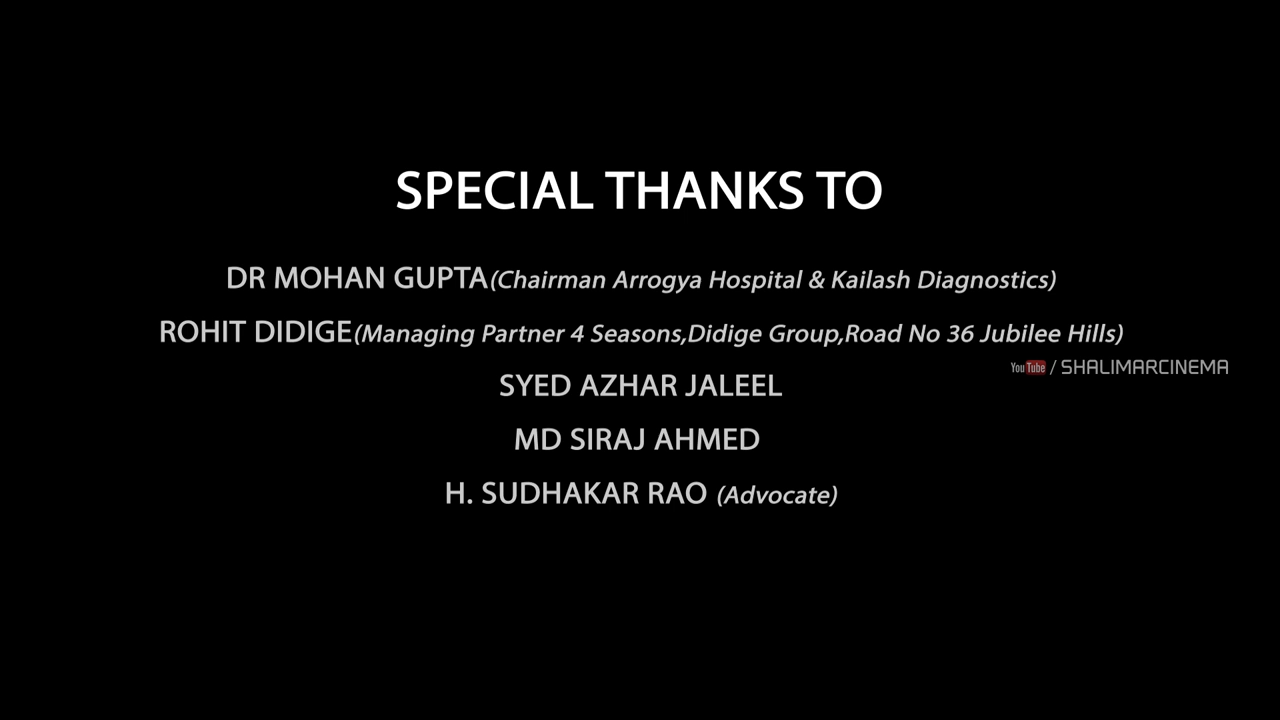 SPECIAL THANKS TO
DR MOHAN GUPTA(Chairman Arrogya Hospital & Kailash Diagnostics)
ROHIT DIDIGE(Managing Partner 4 Seasons,Didige Group,Road No 36 Jubilee Hills)
YouTube / SHALIMARCINEMA
SYED AZHAR JALEEL
MD SIRAJ AHMED
H. SUDHAKAR RAO (Advocate)